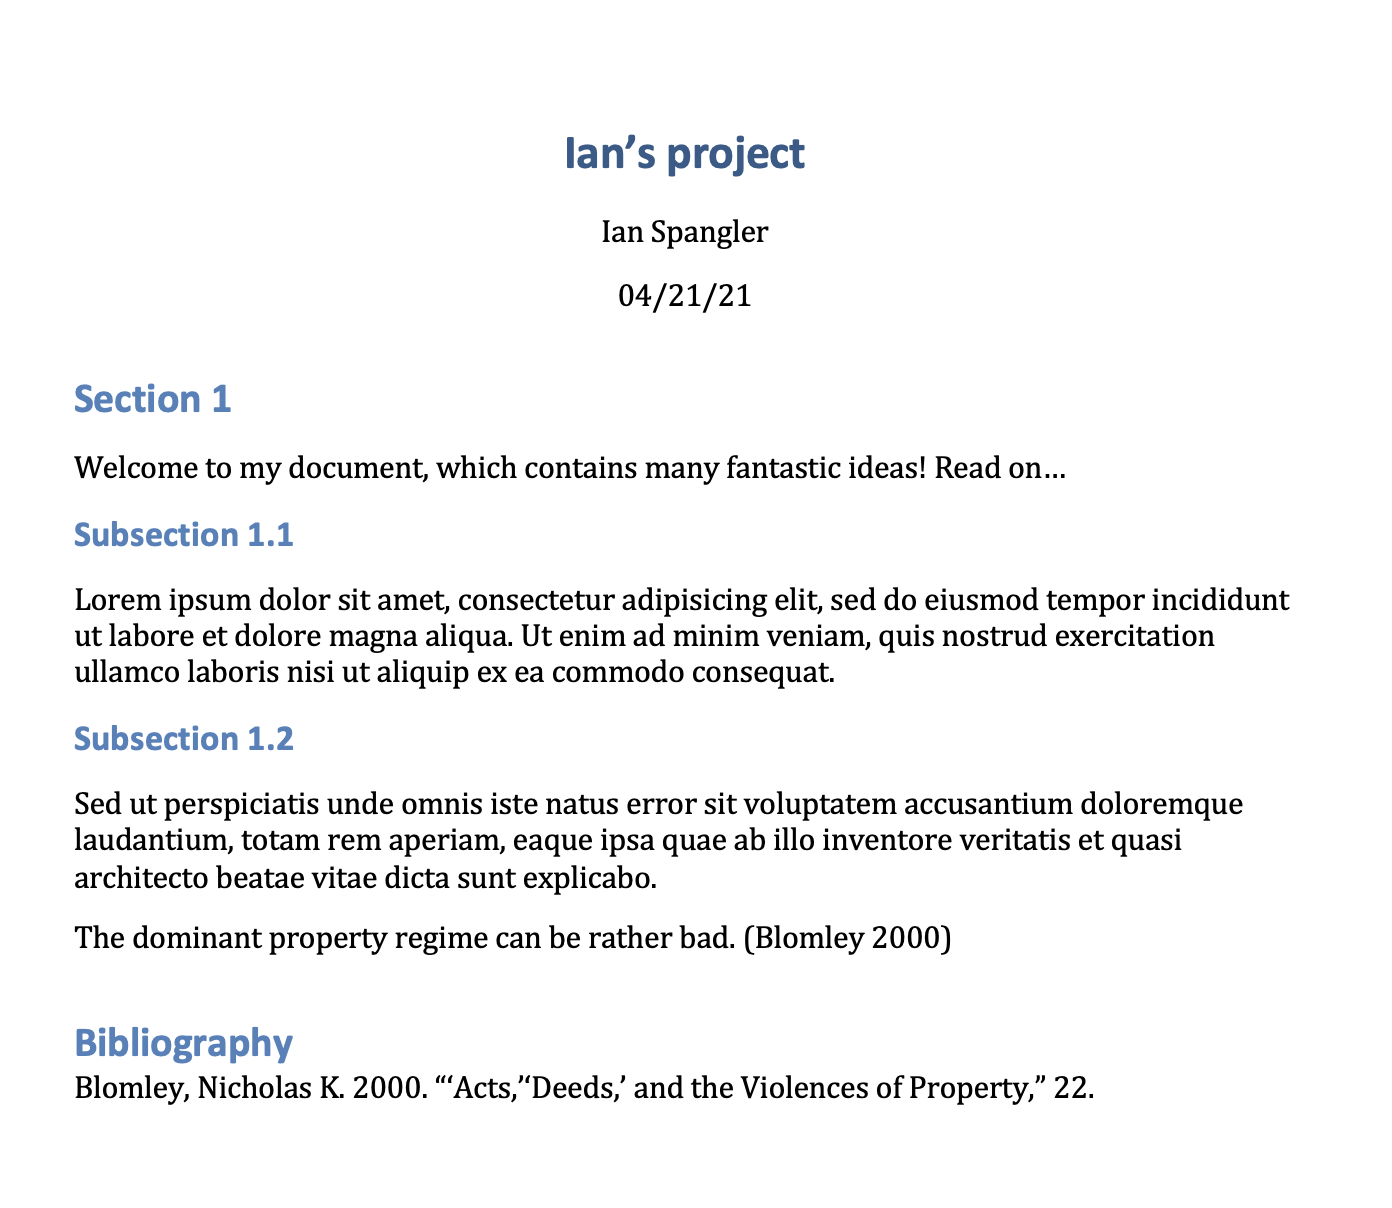 Ian’s project
Ian Spangler
04/21/21
Section 1
Welcome to my document, which contains many fantastic ideas! Read on…
Subsection 1.1
Lorem ipsum dolor sit amet, consectetur adipisicing elit, sed do eiusmod tempor incididunt
ut labore et dolore magna aliqua. Ut enim ad minim veniam, quis nostrud exercitation
ullamco laboris nisi ut aliquip ex ea commodo consequat.
Subsection 1.2
Sed ut perspiciatis unde omnis iste natus error sit voluptatem accusantium doloremque
laudantium, totam rem aperiam, eaque ipsa quae ab illo inventore veritatis et quasi
architecto beatae vitae dicta sunt explicabo.
The dominant property regime can be rather bad. (Blomley 2000)
Bibliography
Blomley, Nicholas K. 2000. “‘Acts,’‘Deeds,’ and the Violences of Property,” 22.